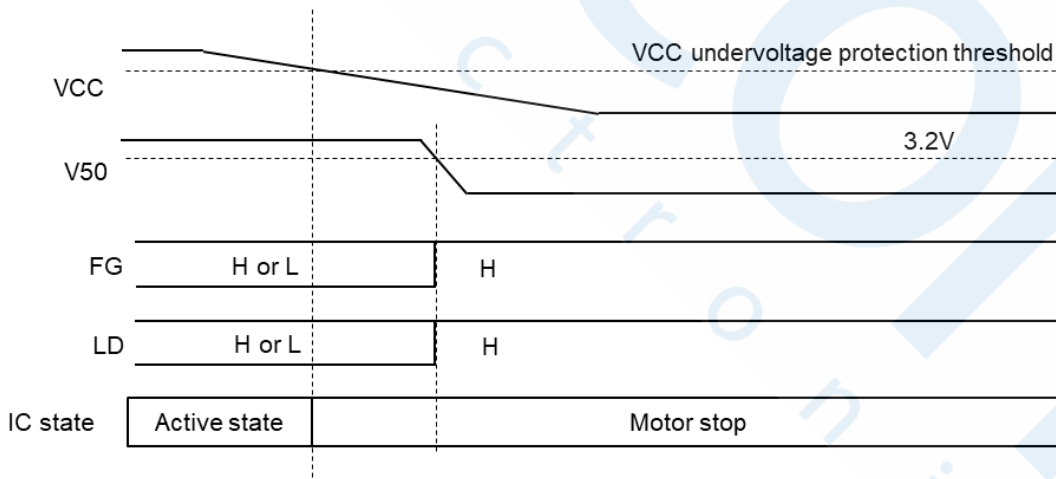 VCC undervoltage protection threshold
VCC
3.2V
V50
FG H or L H
LD H or L H
IC state Active state Motor stop
c t r o n i